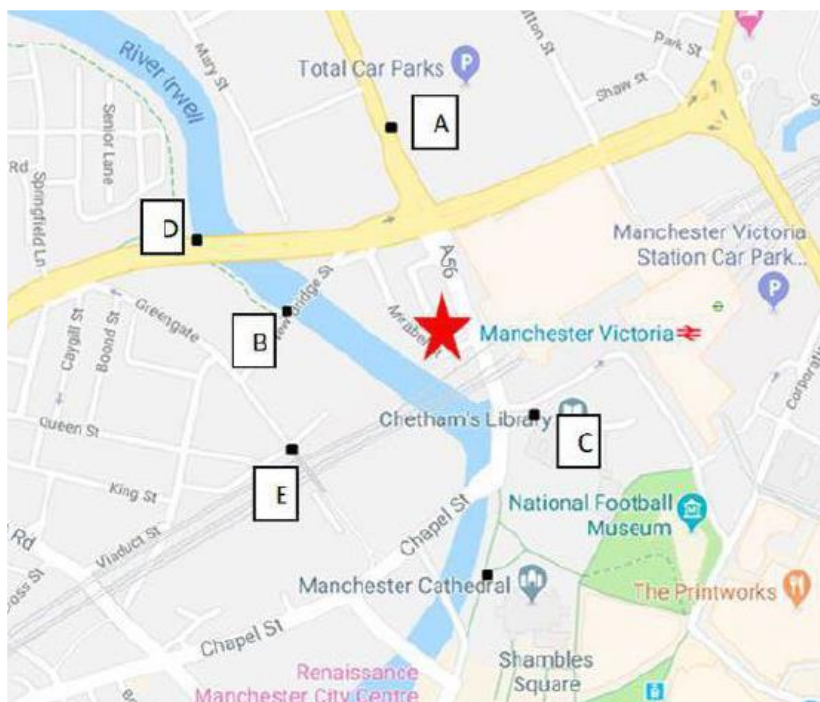 River Irwell
Mary St
Total Car Parks
P
Park St
Shaw St
A
Senior Lane
Rd
Springfield Ln
D
A56
Manchester Victoria
Station Car Park...
P
Greengate
Mirabel St
B
Caygill St
Boond St
Manchester Victoria
Chetham's Library
C
Queen St
E
King St
Viaduct St
Chapel St
National Football
Museum
Rd
Manchester Cathedral
The Printworks
Chapel St
Shambles
Square
Renaissance
Manchester City Centre